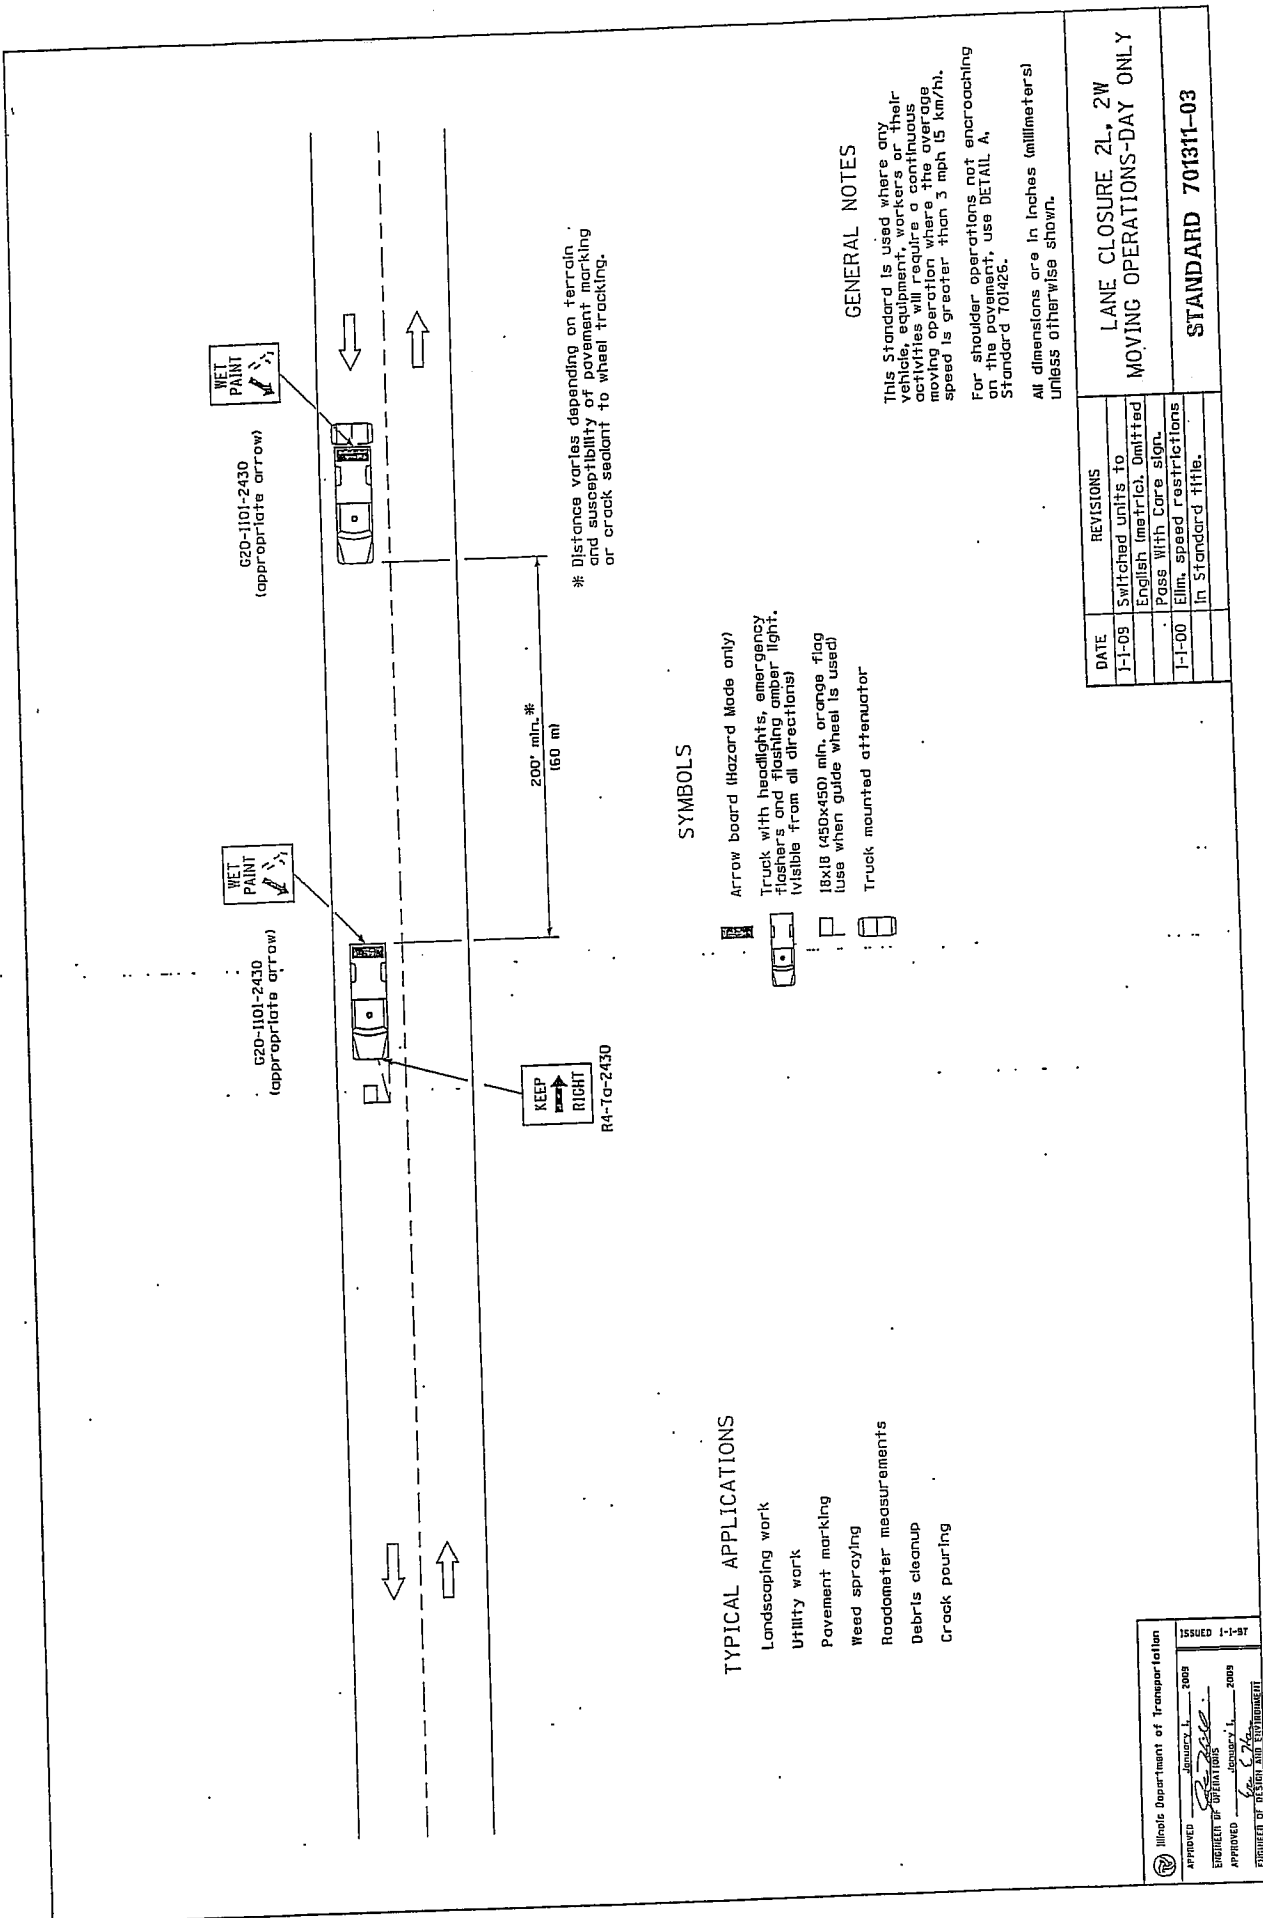 WET
PAINT
G20-1101-2430
(appropriate arrow)
WET
PAINT
G20-1101-2430
(appropriate arrow)
KEEP
RIGHT
R4-7a-2430
200' min. *
(60 m)
* Distance varies depending on terrain
and susceptibility of pavement marking
or crack sealant to wheel tracking.
TYPICAL APPLICATIONS
Landscaping work
Utility work
Pavement marking
Weed spraying
Roadometer measurements
Debris cleanup
Crack pouring
SYMBOLS
Arrow board (Hazard Mode only)
Truck with headlights, emergency
flashers and flashing amber light.
(visible from all directions)
18x18 (450x450) min. orange flag
(use when guide wheel is used)
Truck mounted attenuator
GENERAL NOTES
This Standard is used where any
vehicle, equipment, workers or their
activities will require a continuous
moving operation where the average
speed is greater than 3 mph (5 km/h).
For shoulder operations not encroaching
on the pavement, use DETAIL A,
Standard 701426.
All dimensions are in inches (millimeters)
unless otherwise shown.
Illinois Department of Transportation
APPROVED January 1, 2009
ENGINEER OF OPERATIONS
APPROVED January 1, 2009
ENGINEER OF DESIGN AND ENVIRONMENT
ISSUED 1-1-97
DATE REVISIONS
1-1-09 Switched units to
English (metric). Omitted
Pass With Care sign.
1-1-00 Elim. speed restrictions
in Standard title.
LANE CLOSURE 2L, 2W
MOVING OPERATIONS-DAY ONLY
STANDARD 701311-03